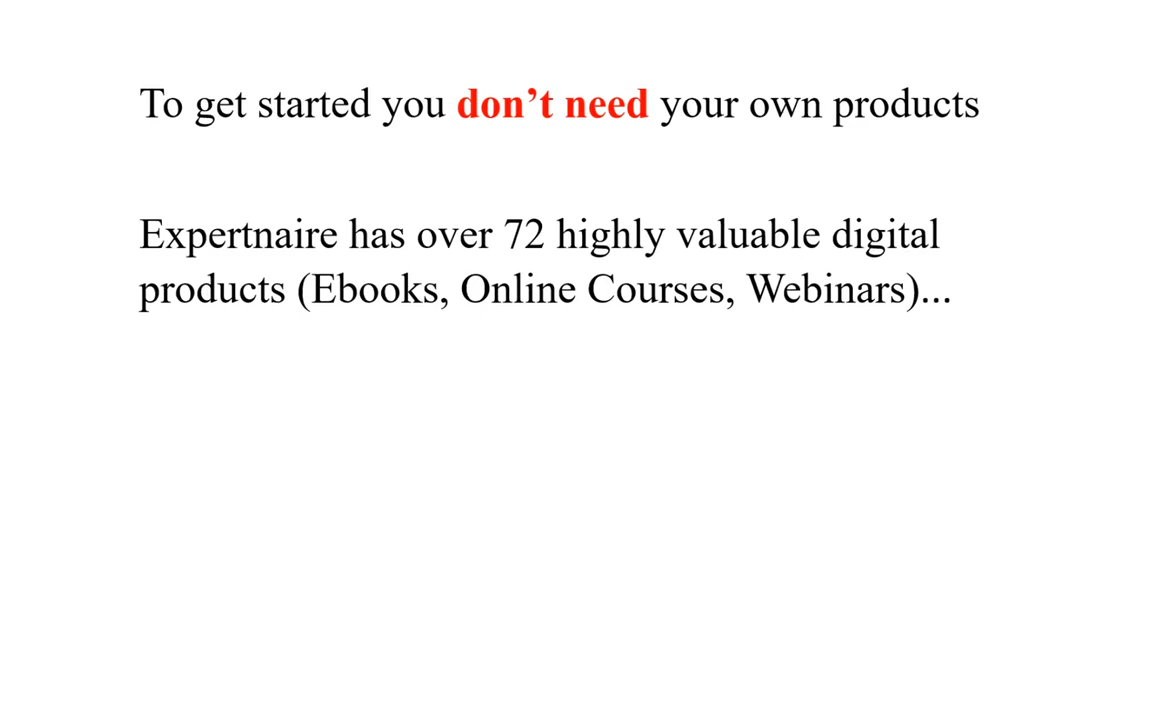 To get started you don’t need your own products
Expertnaire has over 72 highly valuable digital
products (Ebooks, Online Courses, Webinars)...